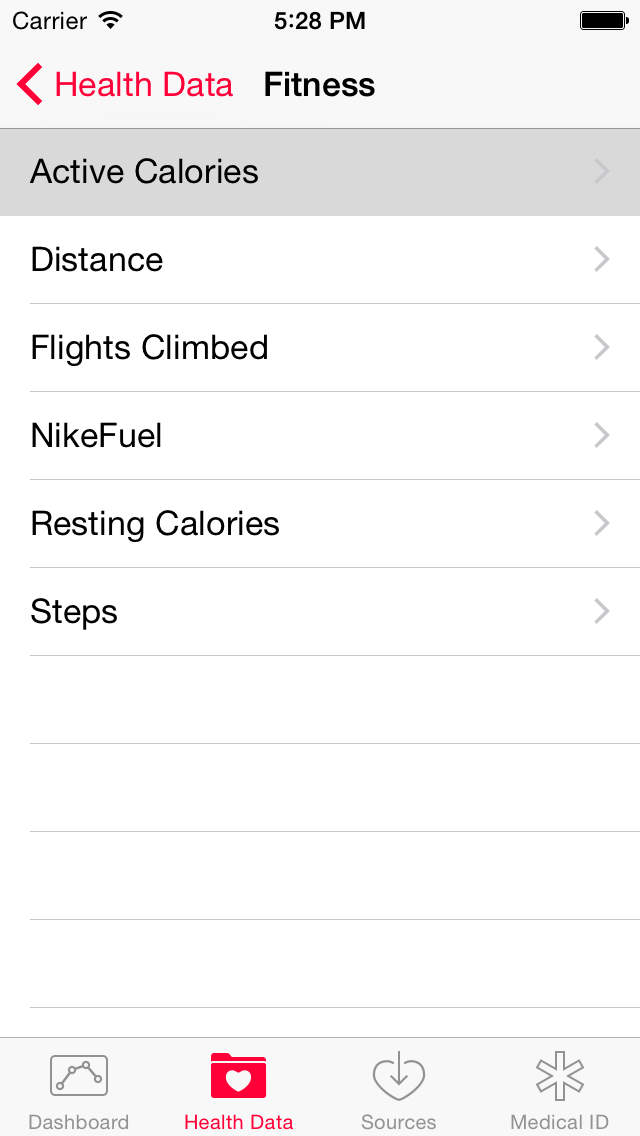 Carrier 5:28 PM
Health Data Fitness
Active Calories
Distance
Flights Climbed
NikeFuel
Resting Calories
Steps
Dashboard Health Data Sources Medical ID